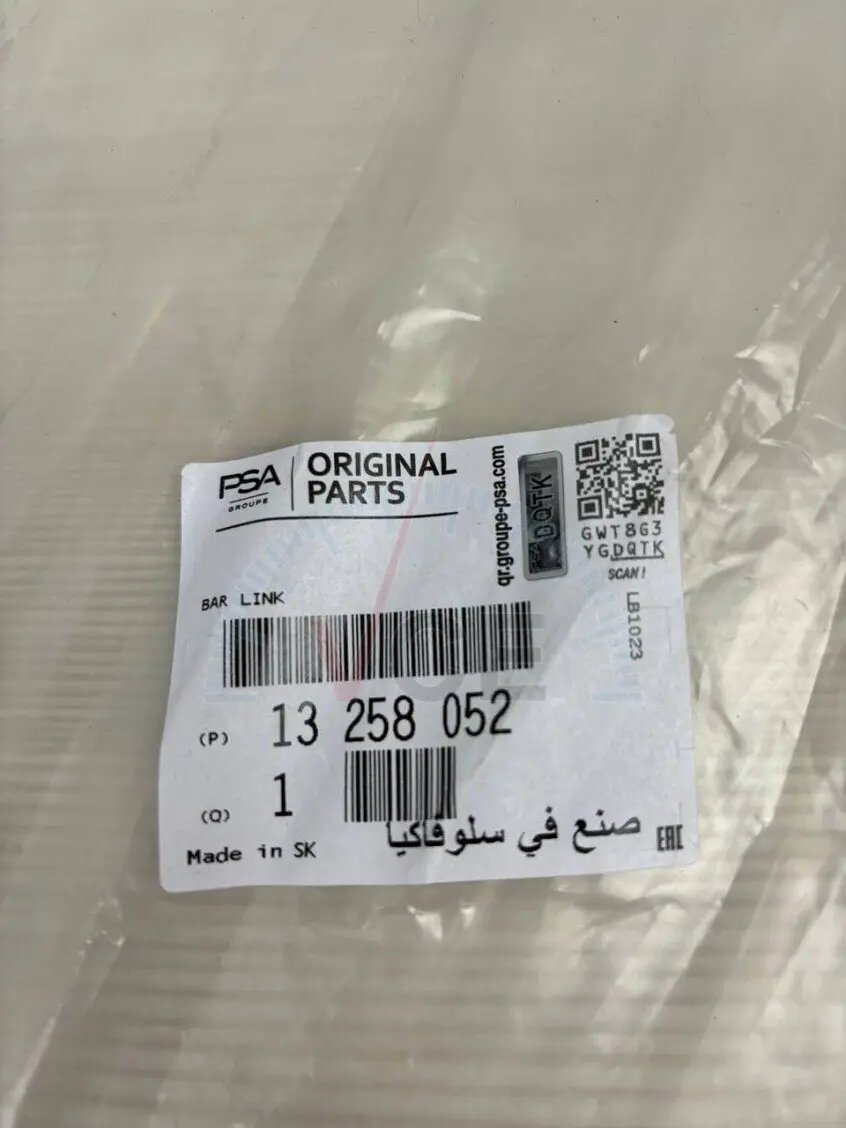 PSA
GROUPE
ORIGINAL
PARTS
qr.groupe-psa.com
DQTK
GWT8G3
YGDQTK
SCAN!
LB1023
BAR LINK
(P) 13 258 052
(Q) 1
Made in SK
صنع في سلوفاكيا
EAC